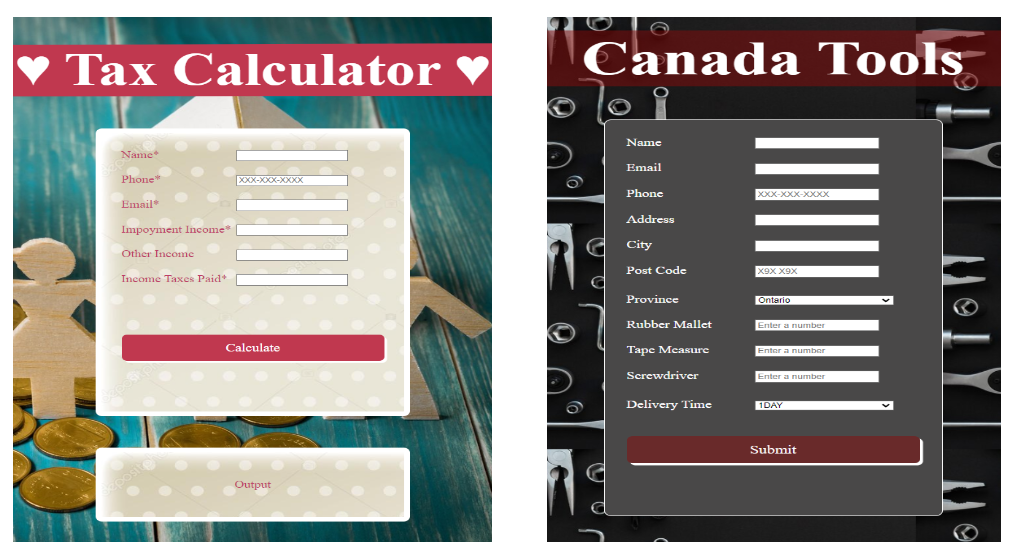 ♥ Tax Calculator ♥
Name*
Phone* XXX-XXX-XXXX
Email*
Impoyment Income*
Other Income
Income Taxes Paid*
Calculate
Output
Canada Tools
Name
Email
Phone XXX-XXX-XXXX
Address
City
Post Code X9X X9X
Province Ontario
Rubber Mallet Enter a number
Tape Measure Enter a number
Screwdriver Enter a number
Delivery Time 1DAY
Submit